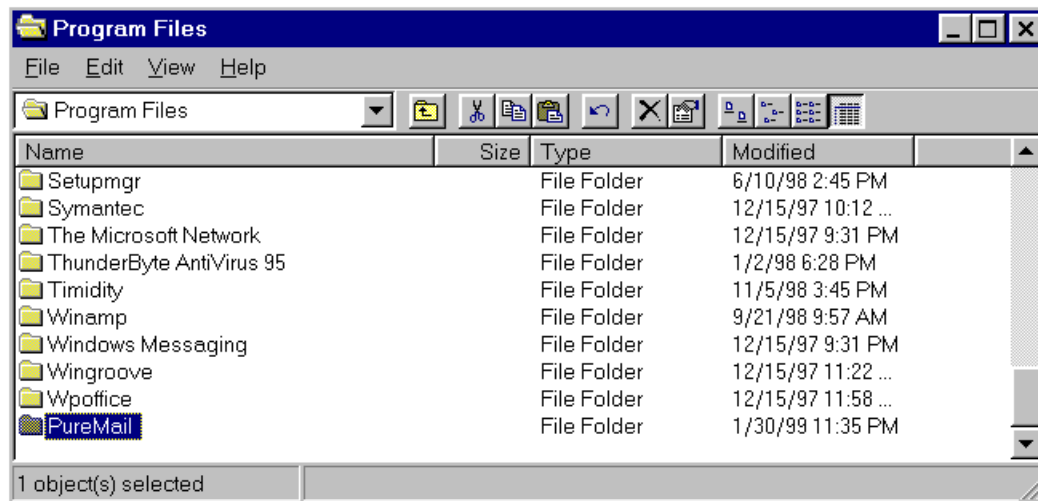 Program Files
File Edit View Help
Program Files
Name Size Type Modified
Setupmgr File Folder 6/10/98 2:45 PM
Symantec File Folder 12/15/97 10:12 ...
The Microsoft Network File Folder 12/15/97 9:31 PM
ThunderByte AntiVirus 95 File Folder 1/2/98 6:28 PM
Timidity File Folder 11/5/98 3:45 PM
Winamp File Folder 9/21/98 9:57 AM
Windows Messaging File Folder 12/15/97 9:31 PM
Wingroove File Folder 12/15/97 11:22 ...
Wpoffice File Folder 12/15/97 11:58 ...
PureMail File Folder 1/30/99 11:35 PM
1 object(s) selected